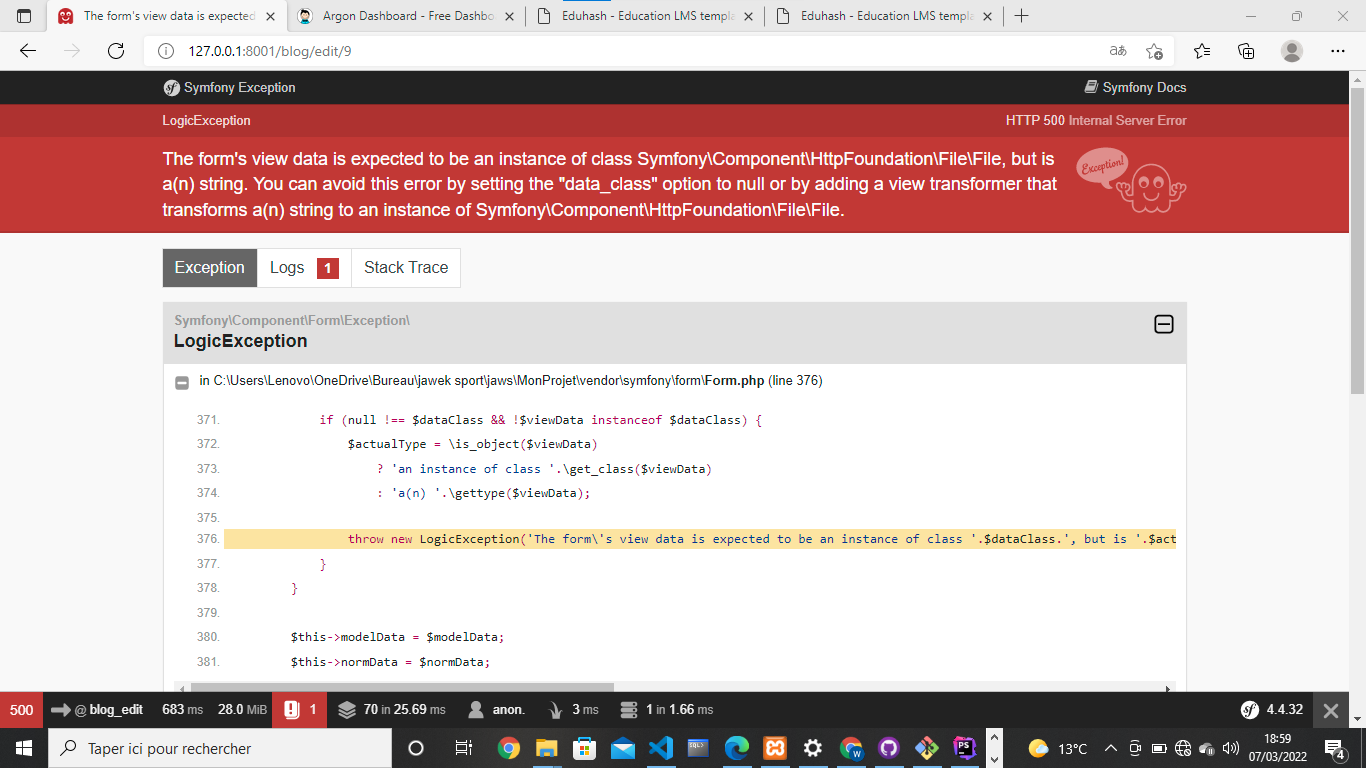 The form's view data is expected
Argon Dashboard - Free Dashbo
Eduhash - Education LMS templa
Eduhash - Education LMS templa
127.0.0.1:8001/blog/edit/9
Symfony Exception
Symfony Docs
LogicException
HTTP 500 Internal Server Error
The form's view data is expected to be an instance of class Symfony\Component\HttpFoundation\File\File, but is
a(n) string. You can avoid this error by setting the "data_class" option to null or by adding a view transformer that
transforms a(n) string to an instance of Symfony\Component\HttpFoundation\File\File.
Exception!
Exception
Logs 1
Stack Trace
Symfony\Component\Form\Exception\
LogicException
in C:\Users\Lenovo\OneDrive\Bureau\jawek sport\jaws\MonProjet\vendor\symfony\form\Form.php (line 376)
371. if (null !== $dataClass && !$viewData instanceof $dataClass) {
372. $actualType = \is_object($viewData)
373. ? 'an instance of class '.\get_class($viewData)
374. : 'a(n) '.\gettype($viewData);
375.
376. throw new LogicException('The form\'s view data is expected to be an instance of class '.$dataClass.', but is '.$act
377. }
378. }
379.
380. $this->modelData = $modelData;
381. $this->normData = $normData;
500 @ blog_edit 683 ms 28.0 MiB 1 70 in 25.69 ms anon. 3 ms 1 in 1.66 ms 4.4.32
Taper ici pour rechercher
13°C
18:59
07/03/2022
4